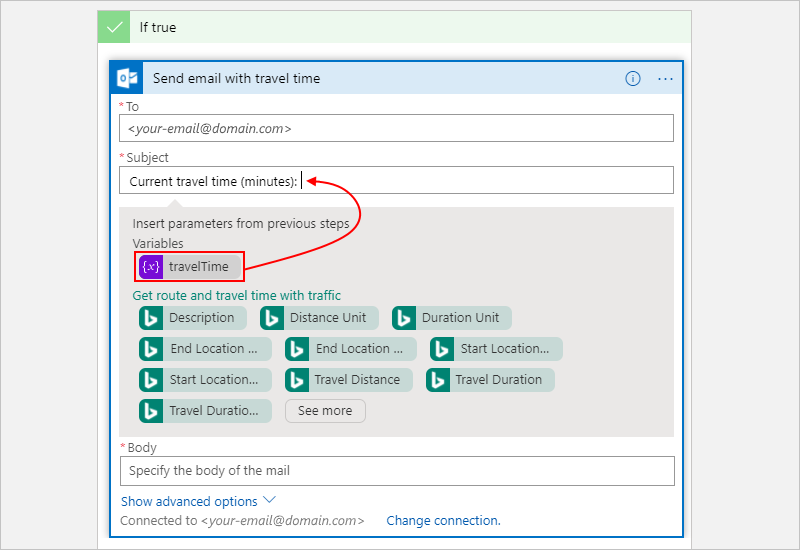 If true
Send email with travel time
* To
<your-email@domain.com>
* Subject
Current travel time (minutes):
Insert parameters from previous steps
Variables
{x} travelTime
Get route and travel time with traffic
Description Distance Unit Duration Unit
End Location ... End Location ... Start Location...
Start Location... Travel Distance Travel Duration
Travel Duratio... See more
* Body
Specify the body of the mail
Show advanced options
Connected to <your-email@domain.com> Change connection.